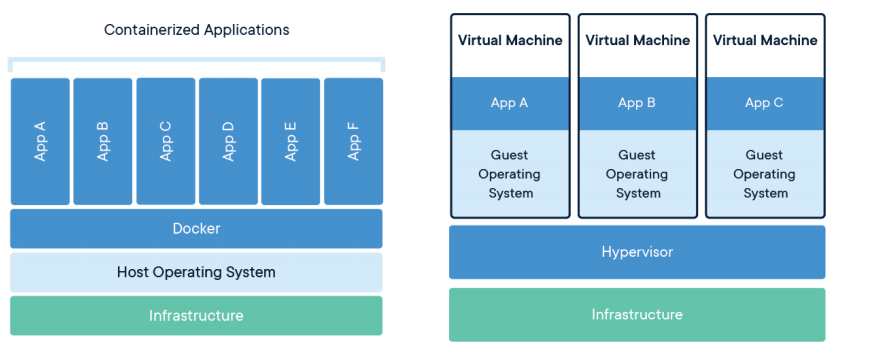 Containerized Applications
App A
App B
App C
App D
App E
App F
Docker
Host Operating System
Infrastructure
Virtual Machine
App A
Guest
Operating
System
Virtual Machine
App B
Guest
Operating
System
Virtual Machine
App C
Guest
Operating
System
Hypervisor
Infrastructure